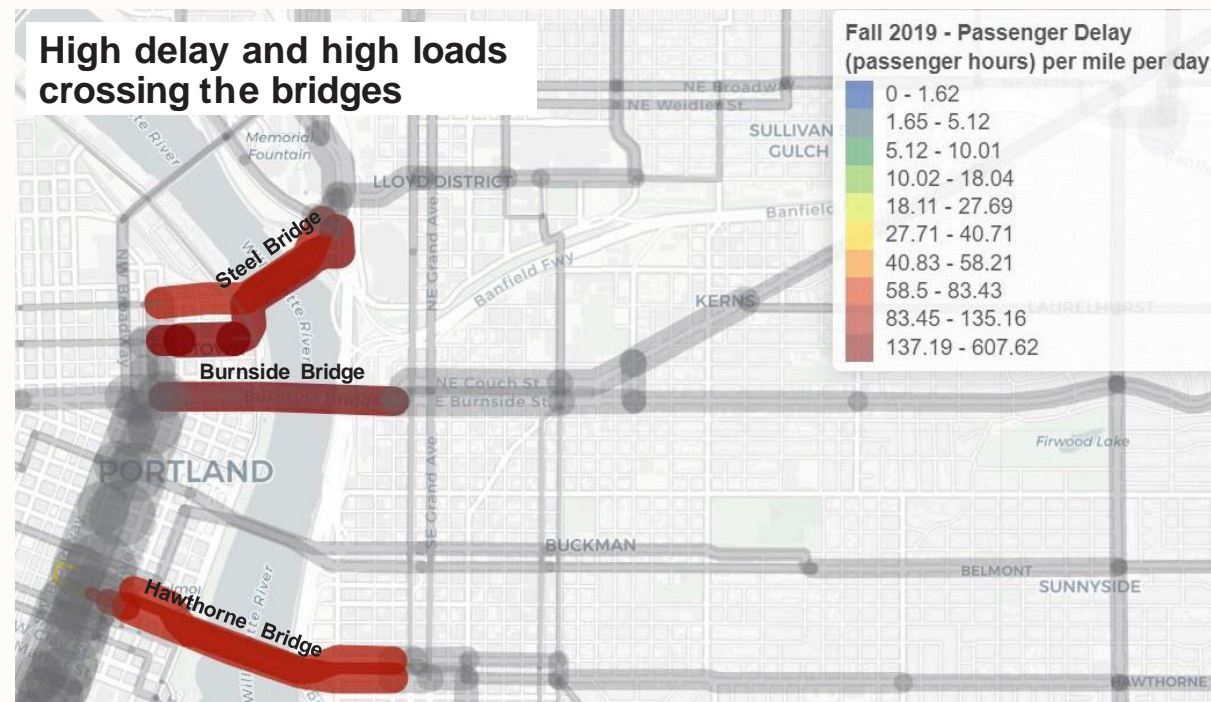 High delay and high loads
crossing the bridges
Fall 2019 - Passenger Delay
(passenger hours) per mile per day
0 - 1.62
1.65 - 5.12
5.12 - 10.01
10.02 - 18.04
18.11 - 27.69
27.71 - 40.71
40.83 - 58.21
58.5 - 83.43
83.45 - 135.16
137.19 - 607.62
NE Broadway
NE Weidler St.
Memorial
Fountain
SULLIVAN
GULCH
LLOYD DISTRICT
Banfield
NE Grand Ave
Steel Bridge
Banfield Fwy
NW Broadway
KERNS
LAURELHURST
Burnside Bridge
NE Couch St.
Burnside Bridge
E Burnside St.
Firwood Lake
PORTLAND
SE Grand Ave
BUCKMAN
BELMONT
SUNNYSIDE
Hawthorne Bridge
HAWTHORNE